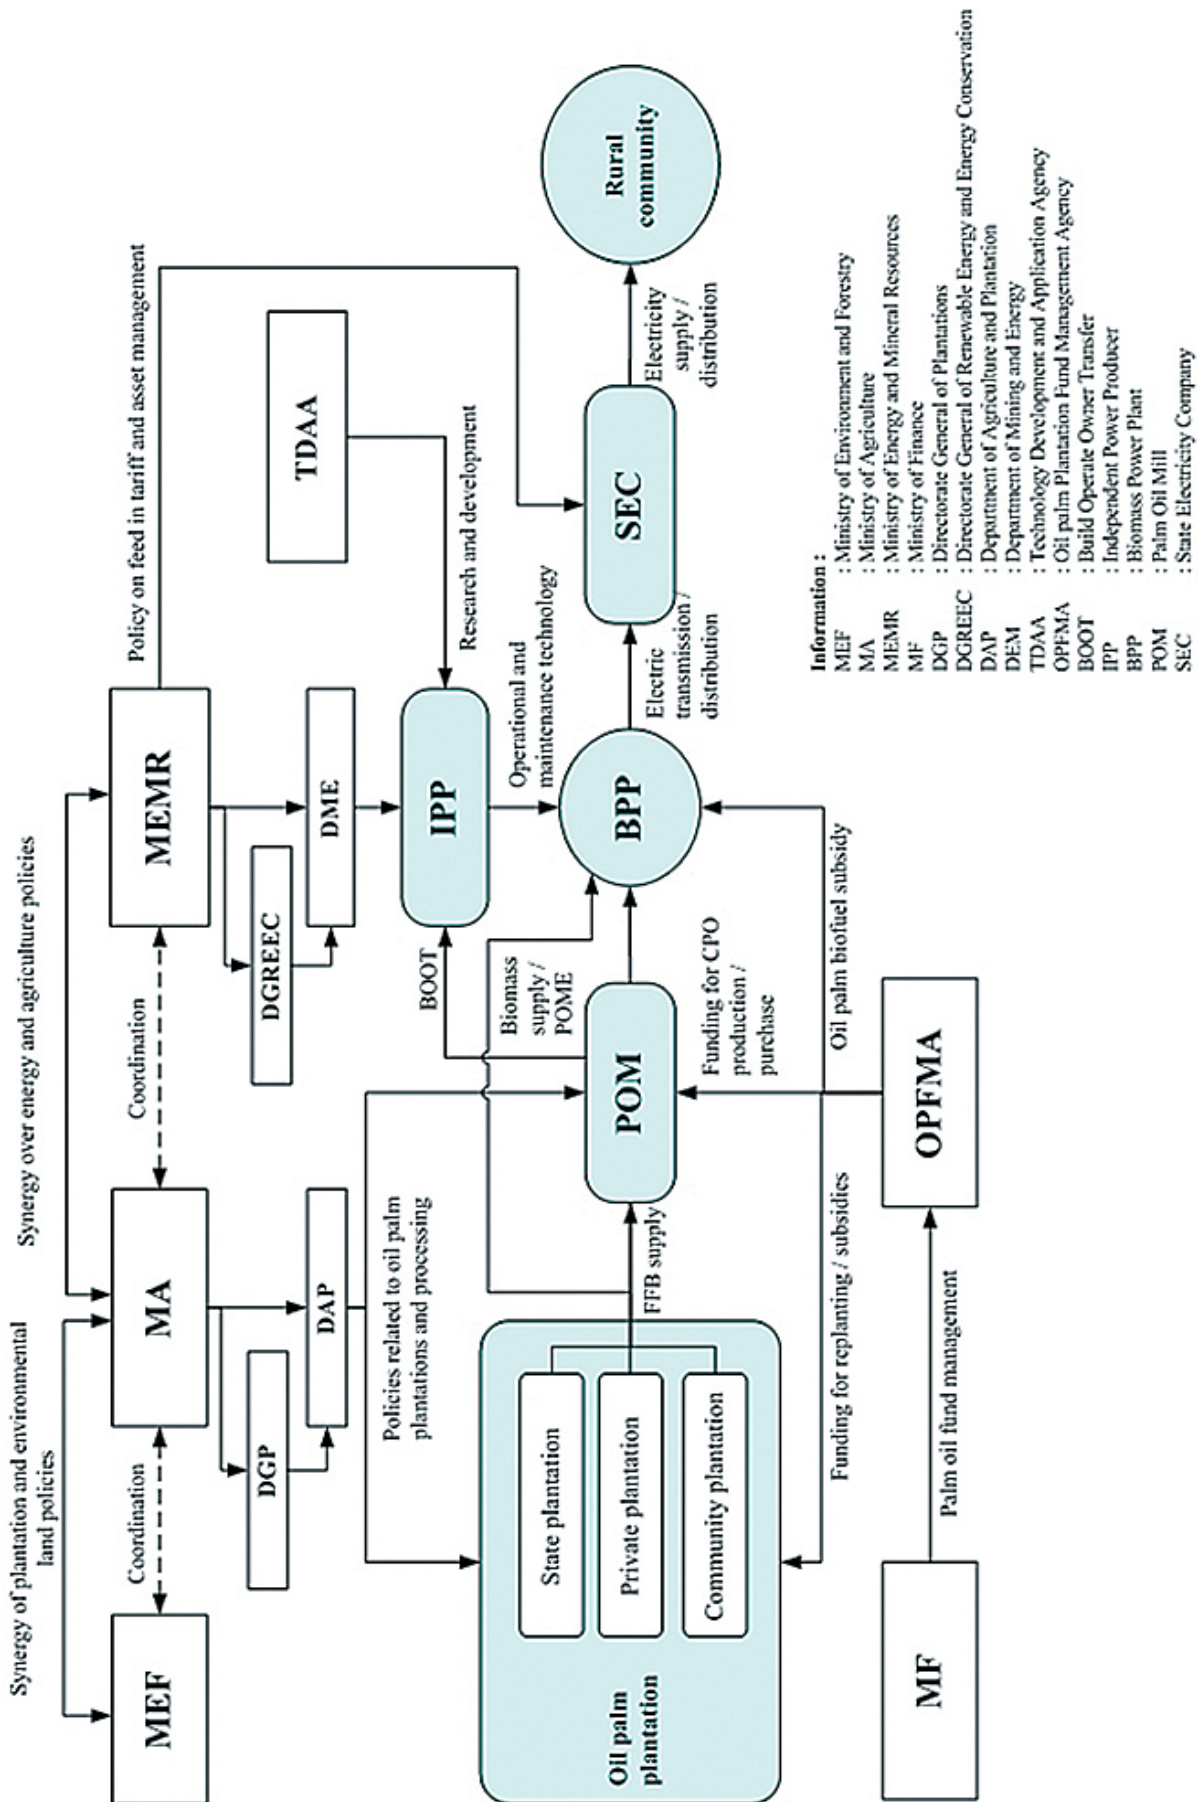 Synergy of plantation and environmental
land policies
Synergy over energy and agriculture policies
MEF
Coordination
MA
Coordination
MEMR
Policy on feed in tariff and asset management
DGP
DGREEC
DAP
DME
TDAA
Policies related to oil palm
plantations and processing
BOOT
IPP
Research and development
Biomass
supply /
POME
Operational and
maintenance technology
Oil palm
plantation
State plantation
Private plantation
Community plantation
FFB supply
POM
BPP
Electric
transmission /
distribution
SEC
Electricity
supply /
distribution
Rural
community
Funding for CPO
production /
purchase
Funding for replanting / subsidies
Oil palm biofuel subsidy
MF
Palm oil fund management
OPFMA
Information :
MEF : Ministry of Environment and Forestry
MA : Ministry of Agriculture
MEMR : Ministry of Energy and Mineral Resources
MF : Ministry of Finance
DGP : Directorate General of Plantations
DGREEC : Directorate General of Renewable Energy and Energy Conservation
DAP : Department of Agriculture and Plantation
DEM : Department of Mining and Energy
TDAA : Technology Development and Application Agency
OPFMA : Oil palm Plantation Fund Management Agency
BOOT : Build Operate Owner Transfer
IPP : Independent Power Producer
BPP : Biomass Power Plant
POM : Palm Oil Mill
SEC : State Electricity Company